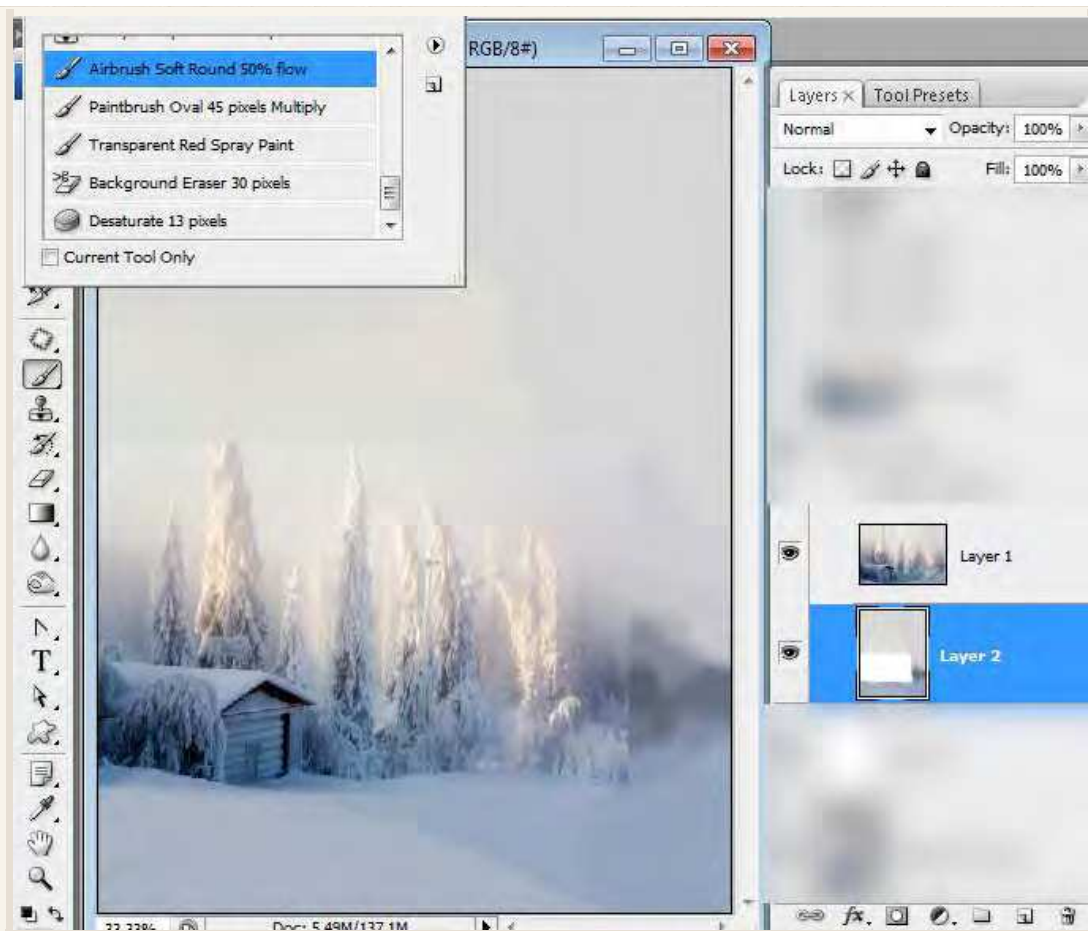 RGB/8#)
Airbrush Soft Round 50% flow
Paintbrush Oval 45 pixels Multiply
Transparent Red Spray Paint
Background Eraser 30 pixels
Desaturate 13 pixels
Current Tool Only
Layers × Tool Presets
Normal Opacity: 100%
Lock: Fill: 100%
Layer 1
Layer 2
T
fx.
33.33% Doc: 5.49M/137.1M